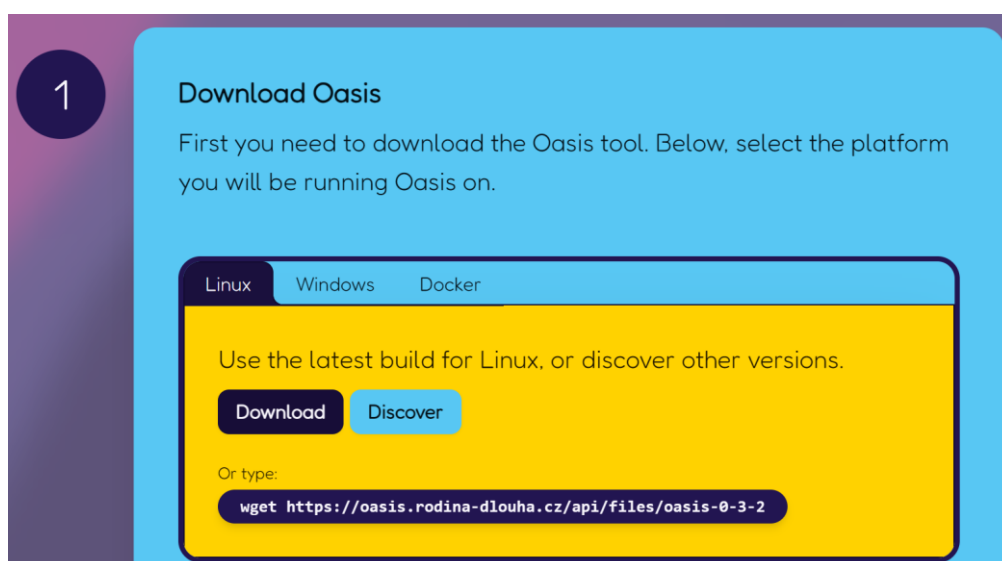 1
Download Oasis
First you need to download the Oasis tool. Below, select the platform
you will be running Oasis on.
Linux Windows Docker
Use the latest build for Linux, or discover other versions.
Download Discover
Or type:
wget https://oasis.rodina-dlouha.cz/api/files/oasis-0-3-2